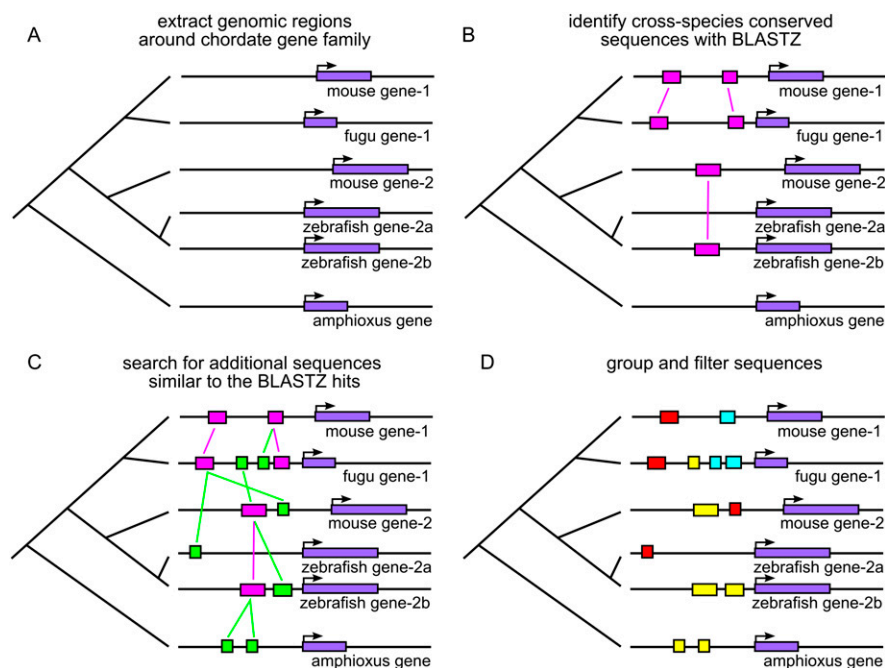 A
extract genomic regions
around chordate gene family
mouse gene-1
fugu gene-1
mouse gene-2
zebrafish gene-2a
zebrafish gene-2b
amphioxus gene
B
identify cross-species conserved
sequences with BLASTZ
mouse gene-1
fugu gene-1
mouse gene-2
zebrafish gene-2a
zebrafish gene-2b
amphioxus gene
C
search for additional sequences
similar to the BLASTZ hits
mouse gene-1
fugu gene-1
mouse gene-2
zebrafish gene-2a
zebrafish gene-2b
amphioxus gene
D
group and filter sequences
mouse gene-1
fugu gene-1
mouse gene-2
zebrafish gene-2a
zebrafish gene-2b
amphioxus gene